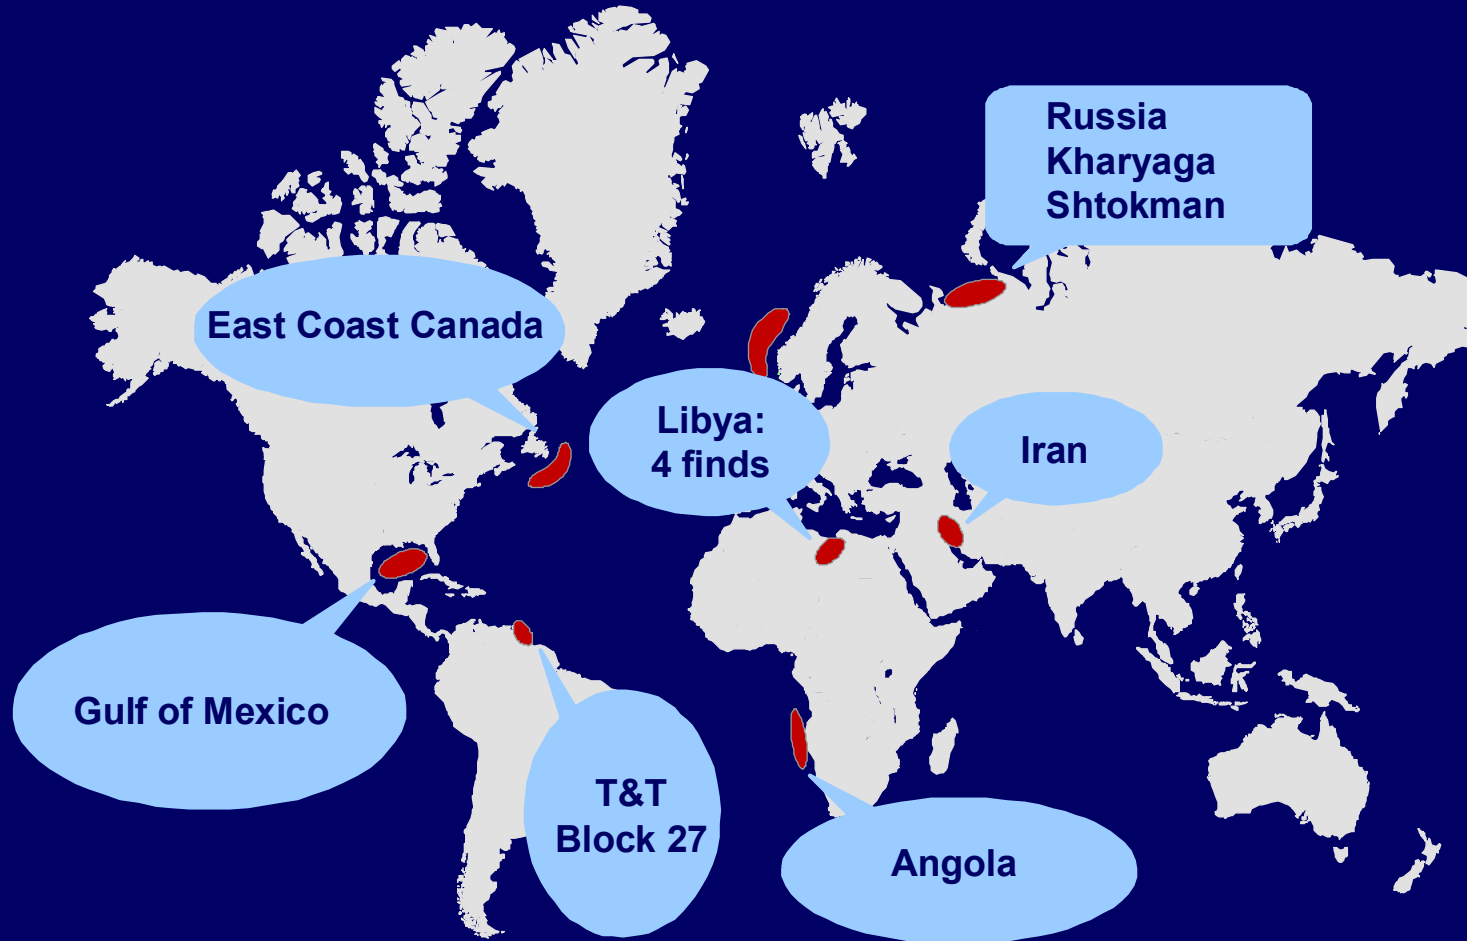 Russia
Kharyaga
Shtokman
East Coast Canada
Libya:
4 finds
Iran
Gulf of Mexico
T&T
Block 27
Angola